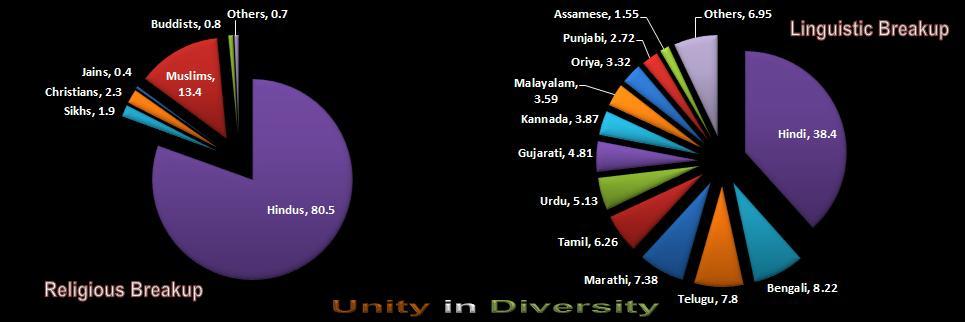 Buddists, 0.8
Others, 0.7
Jains, 0.4
Muslims,
13.4
Christians, 2.3
Sikhs, 1.9
Hindus, 80.5
Religious Breakup
Linguistic Breakup
Assamese, 1.55
Others, 6.95
Punjabi, 2.72
Oriya, 3.32
Malayalam,
3.59
Kannada, 3.87
Gujarati, 4.81
Urdu, 5.13
Tamil, 6.26
Marathi, 7.38
Telugu, 7.8
Bengali, 8.22
Hindi, 38.4
Unity in Diversity